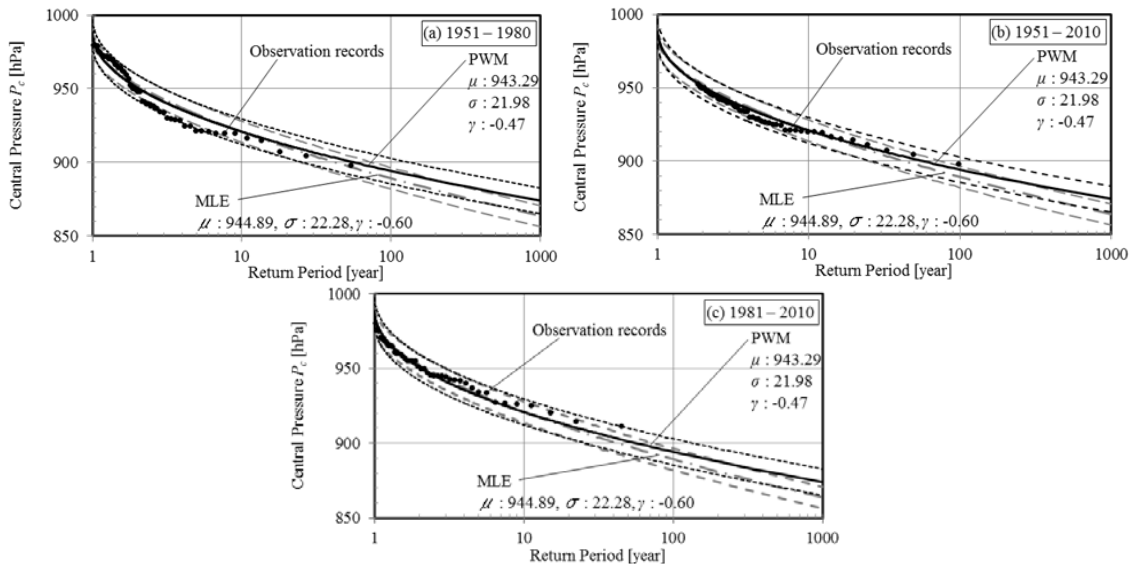 1000
950
900
850
Central Pressure Pc [hPa]
(a) 1951 – 1980
Observation records
PWM
μ : 943.29
σ : 21.98
γ : -0.47
MLE
μ : 944.89, σ : 22.28, γ : -0.60
1 10 100 1000
Return Period [year]
1000
950
900
850
Central Pressure Pc [hPa]
(b) 1951 – 2010
Observation records
PWM
μ : 943.29
σ : 21.98
γ : -0.47
MLE
μ : 944.89, σ : 22.28, γ : -0.60
1 10 100 1000
Return Period [year]
1000
950
900
850
Central Pressure Pc [hPa]
(c) 1981 – 2010
Observation records
PWM
μ : 943.29
σ : 21.98
γ : -0.47
MLE
μ : 944.89, σ : 22.28, γ : -0.60
1 10 100 1000
Return Period [year]